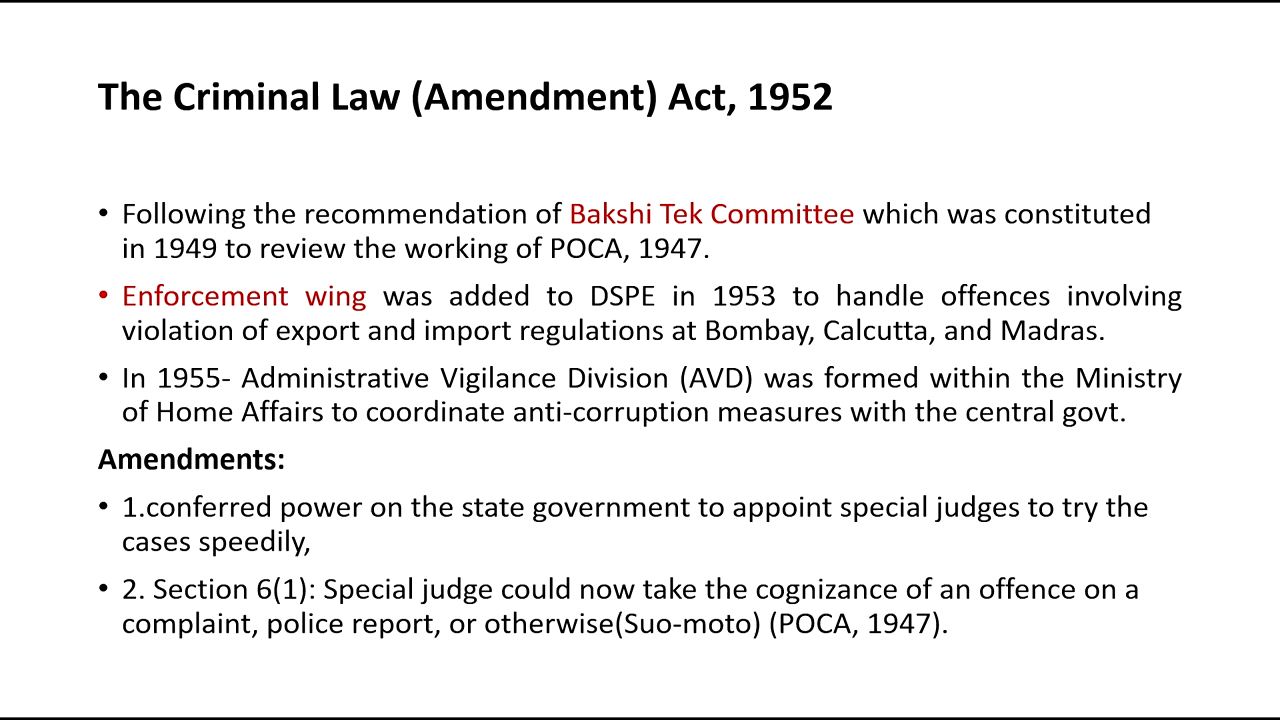 The Criminal Law (Amendment) Act, 1952
• Following the recommendation of Bakshi Tek Committee which was constituted
in 1949 to review the working of POCA, 1947.
• Enforcement wing was added to DSPE in 1953 to handle offences involving
violation of export and import regulations at Bombay, Calcutta, and Madras.
• In 1955- Administrative Vigilance Division (AVD) was formed within the Ministry
of Home Affairs to coordinate anti-corruption measures with the central govt.
Amendments:
• 1.conferred power on the state government to appoint special judges to try the
cases speedily,
• 2. Section 6(1): Special judge could now take the cognizance of an offence on a
complaint, police report, or otherwise(Suo-moto) (POCA, 1947).